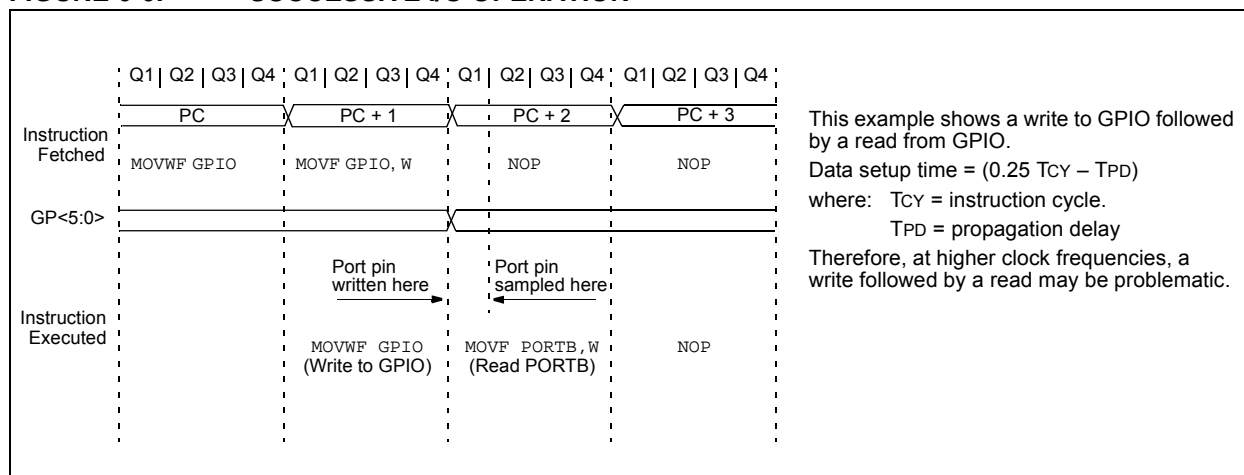 FIGURE SUCCESSIVE I/O OPERATION
Q1 | Q2 | Q3 | Q4 Q1 | Q2 | Q3 | Q4 Q1 | Q2 | Q3 | Q4 Q1 | Q2 | Q3 | Q4
PC PC + 1 PC + 2 PC + 3
Instruction
Fetched
MOVWF GPIO MOVF GPIO, W NOP NOP
GP<5:0>
Port pin
written here
Port pin
sampled here
Instruction
Executed
MOVWF GPIO
(Write to GPIO)
MOVF PORTB,W
(Read PORTB)
NOP
This example shows a write to GPIO followed
by a read from GPIO.
Data setup time = (0.25 TCY – TPD)
where: TCY = instruction cycle.
TPD = propagation delay
Therefore, at higher clock frequencies, a
write followed by a read may be problematic.